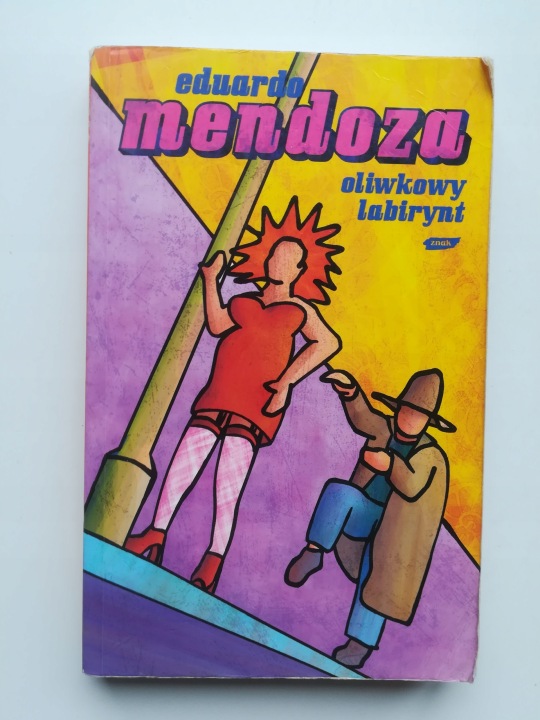 eduardo
mendoza
oliwkowy
labirynt
znak